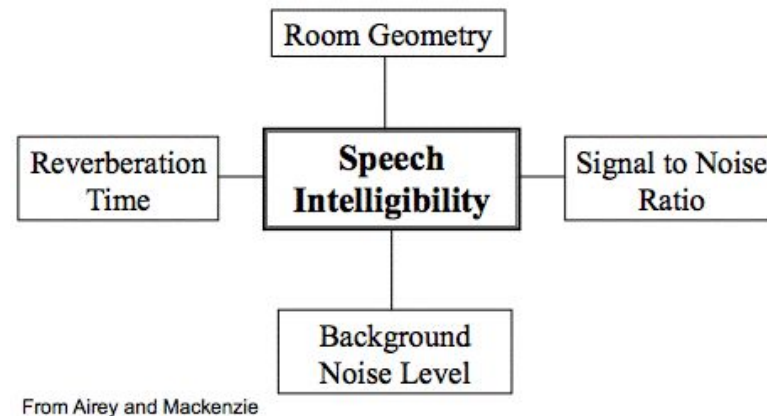 Room Geometry
Reverberation
Time
Speech
Intelligibility
Signal to Noise
Ratio
Background
Noise Level
From Airey and Mackenzie